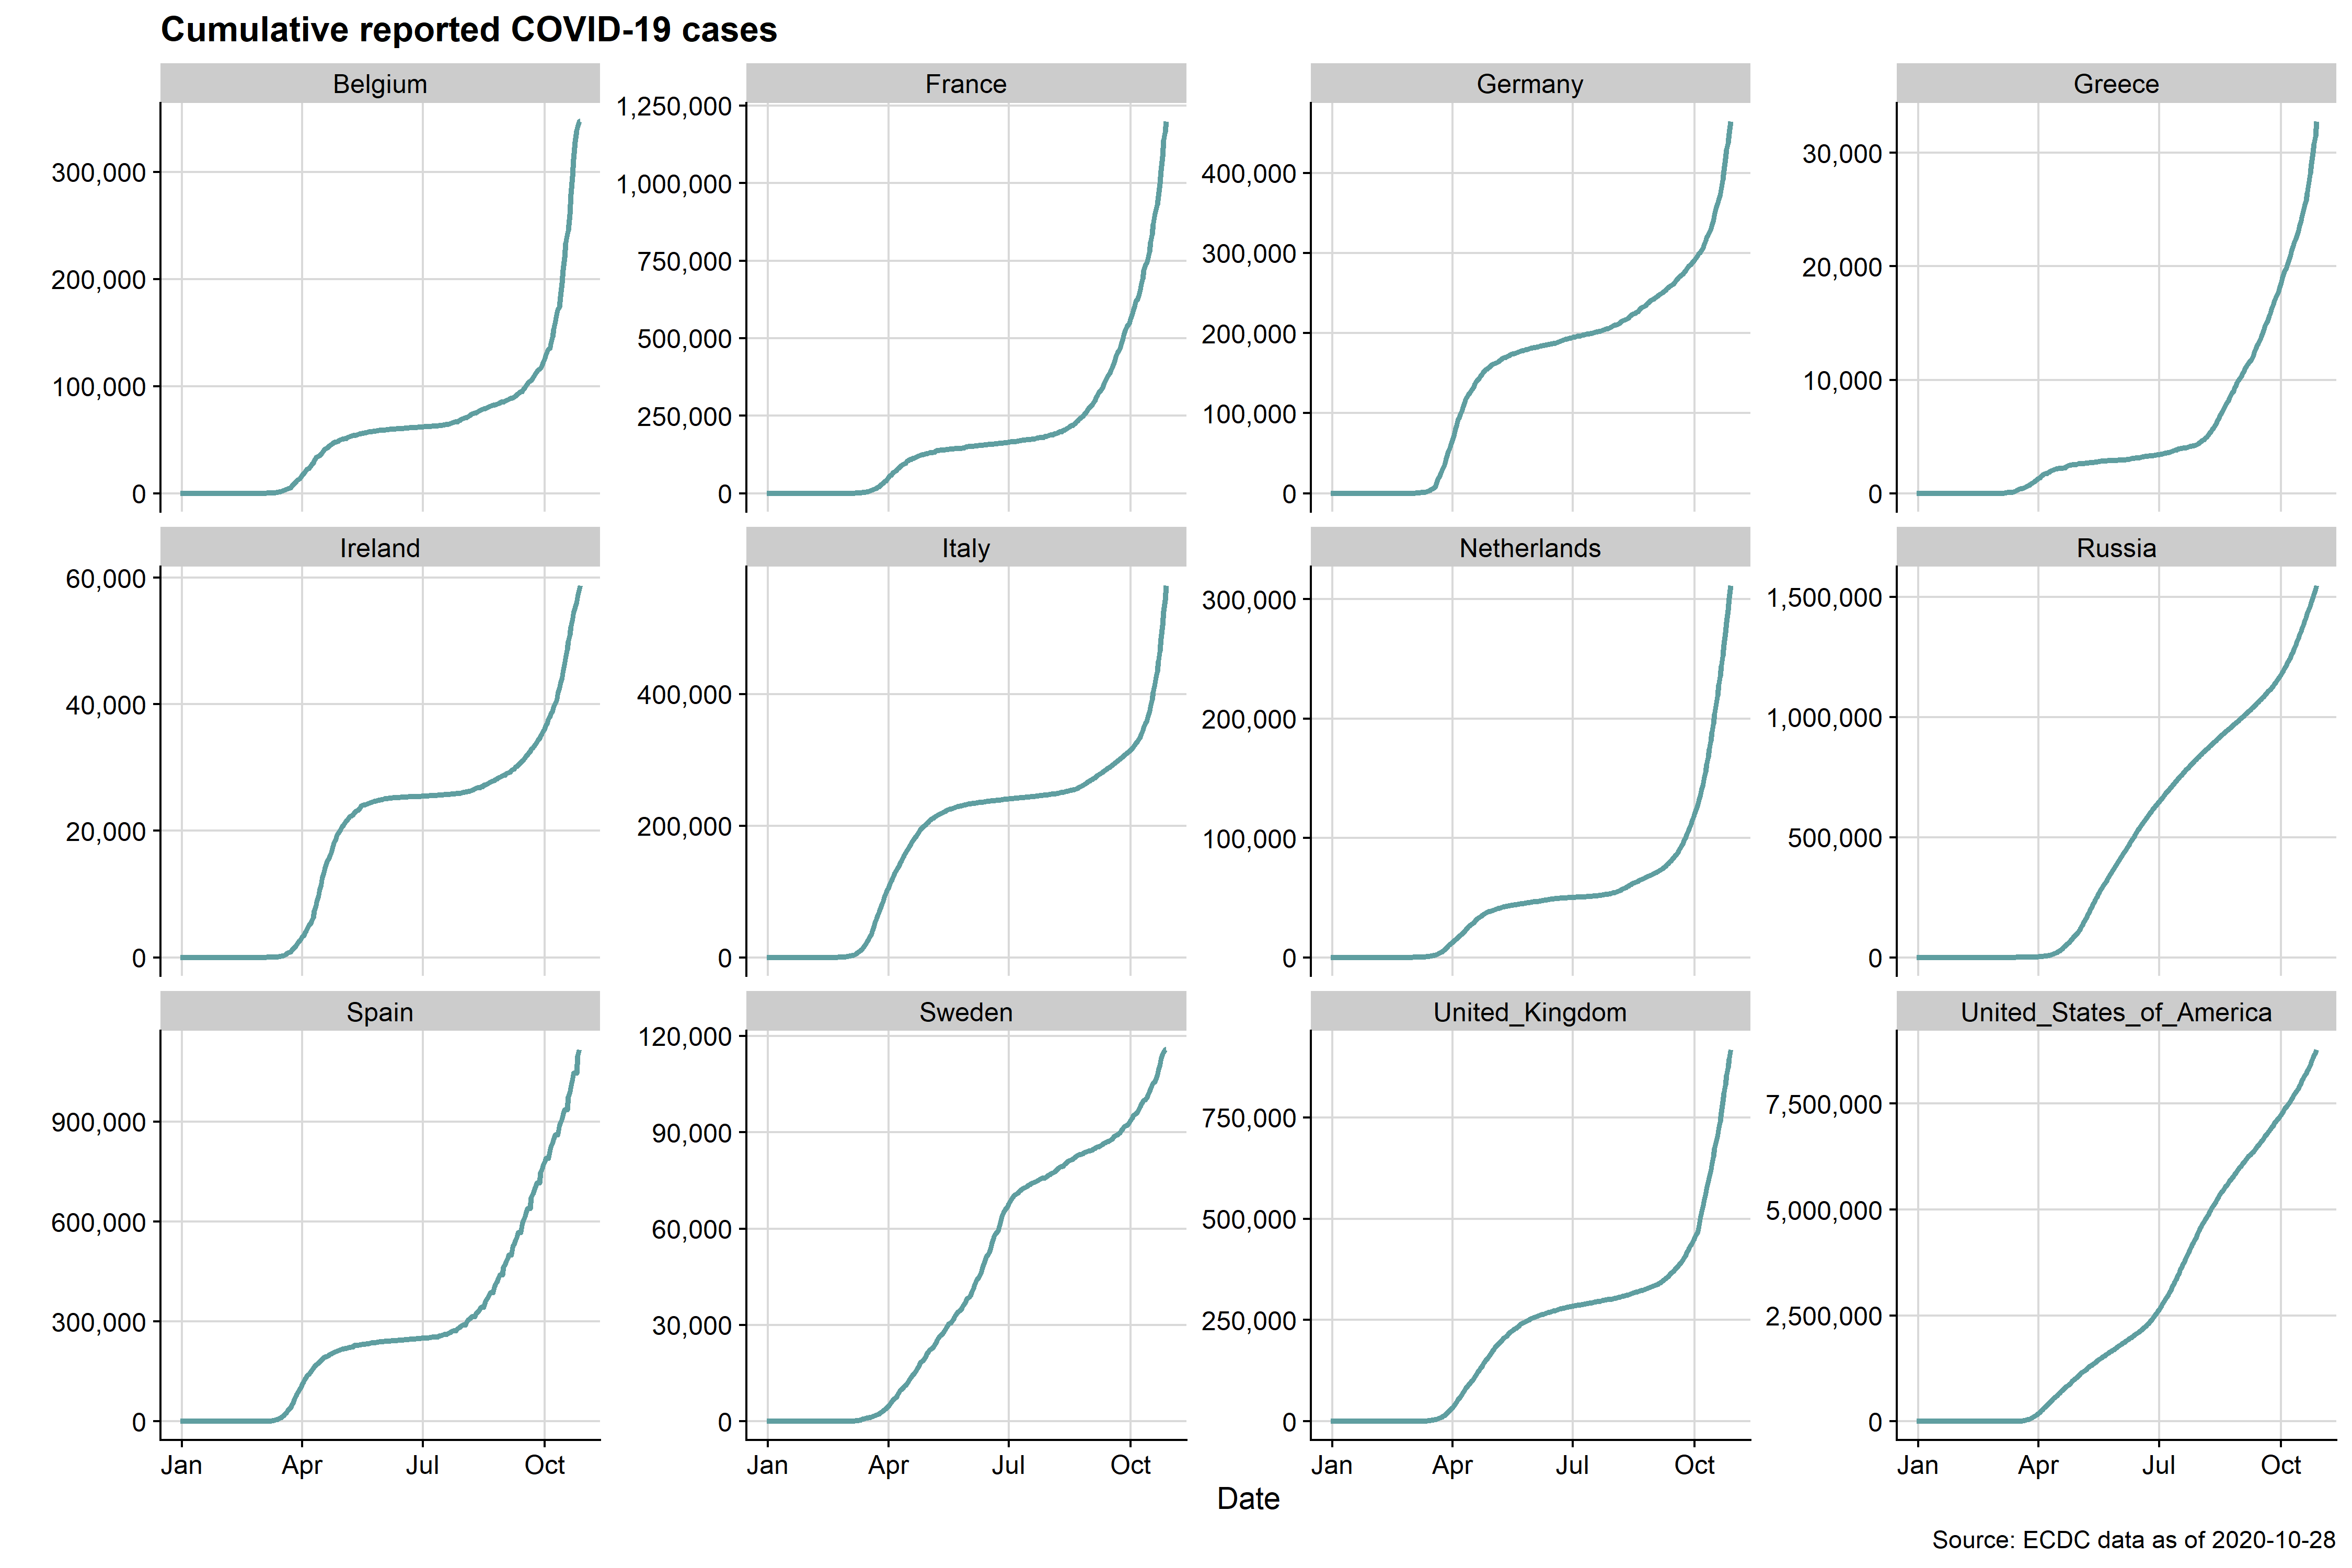 Cumulative reported COVID-19 cases
Belgium
France
Germany
Greece
300,000
200,000
100,000
0
1,250,000
1,000,000
750,000
500,000
250,000
0
400,000
300,000
200,000
100,000
0
30,000
20,000
10,000
0
Ireland
Italy
Netherlands
Russia
60,000
40,000
20,000
0
400,000
200,000
0
300,000
200,000
100,000
0
1,500,000
1,000,000
500,000
0
Spain
Sweden
United_Kingdom
United_States_of_America
900,000
600,000
300,000
0
120,000
90,000
60,000
30,000
0
750,000
500,000
250,000
0
7,500,000
5,000,000
2,500,000
0
Jan Apr Jul Oct
Jan Apr Jul Oct
Jan Apr Jul Oct
Jan Apr Jul Oct
Date
Source: ECDC data as of 2020-10-28